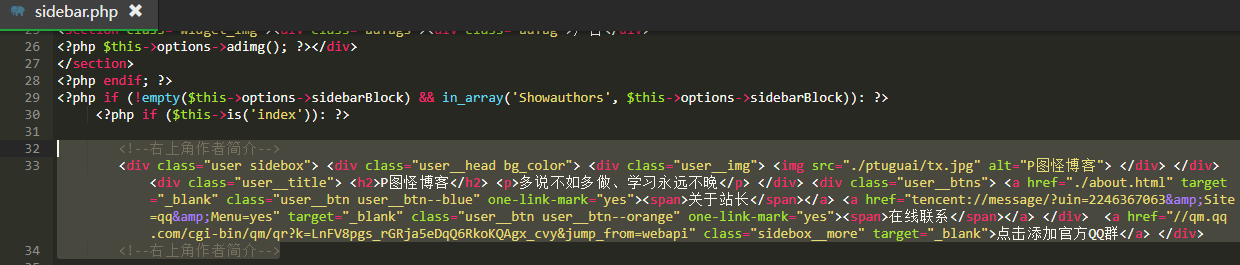 sidebar.php ✖
26 <?php $this->options->adimg(); ?></div>
27 </section>
28 <?php endif; ?>
29 <?php if (!empty($this->options->sidebarBlock) && in_array('Showauthors', $this->options->sidebarBlock)): ?>
30 <?php if ($this->is('index')): ?>
31
32 <!--右上角作者简介-->
33 <div class="user sidebox"> <div class="user__head bg_color"> <div class="user__img"> <img src="./ptuguai/tx.jpg" alt="P图怪博客"> </div> </div>
<div class="user__title"> <h2>P图怪博客</h2> <p>多说不如多做、学习永远不晚</p> </div> <div class="user__btns"> <a href="./about.html" target
="_blank" class="user__btn user__btn--blue" one-link-mark="yes"><span>关于站长</span></a> <a href="tencent://message/?uin=2246367063&amp;Site
=qq&amp;Menu=yes" target="_blank" class="user__btn user__btn--orange" one-link-mark="yes"><span>在线联系</span></a> </div>  <a href="//qm.qq
.com/cgi-bin/qm/qr?k=LnFV8pgs_rGRja5eDqQ6RkoKQAgx_cvy&jump_from=webapi" class="sidebox__more" target="_blank">点击添加官方QQ群</a> </div>
34 <!--右上角作者简介-->